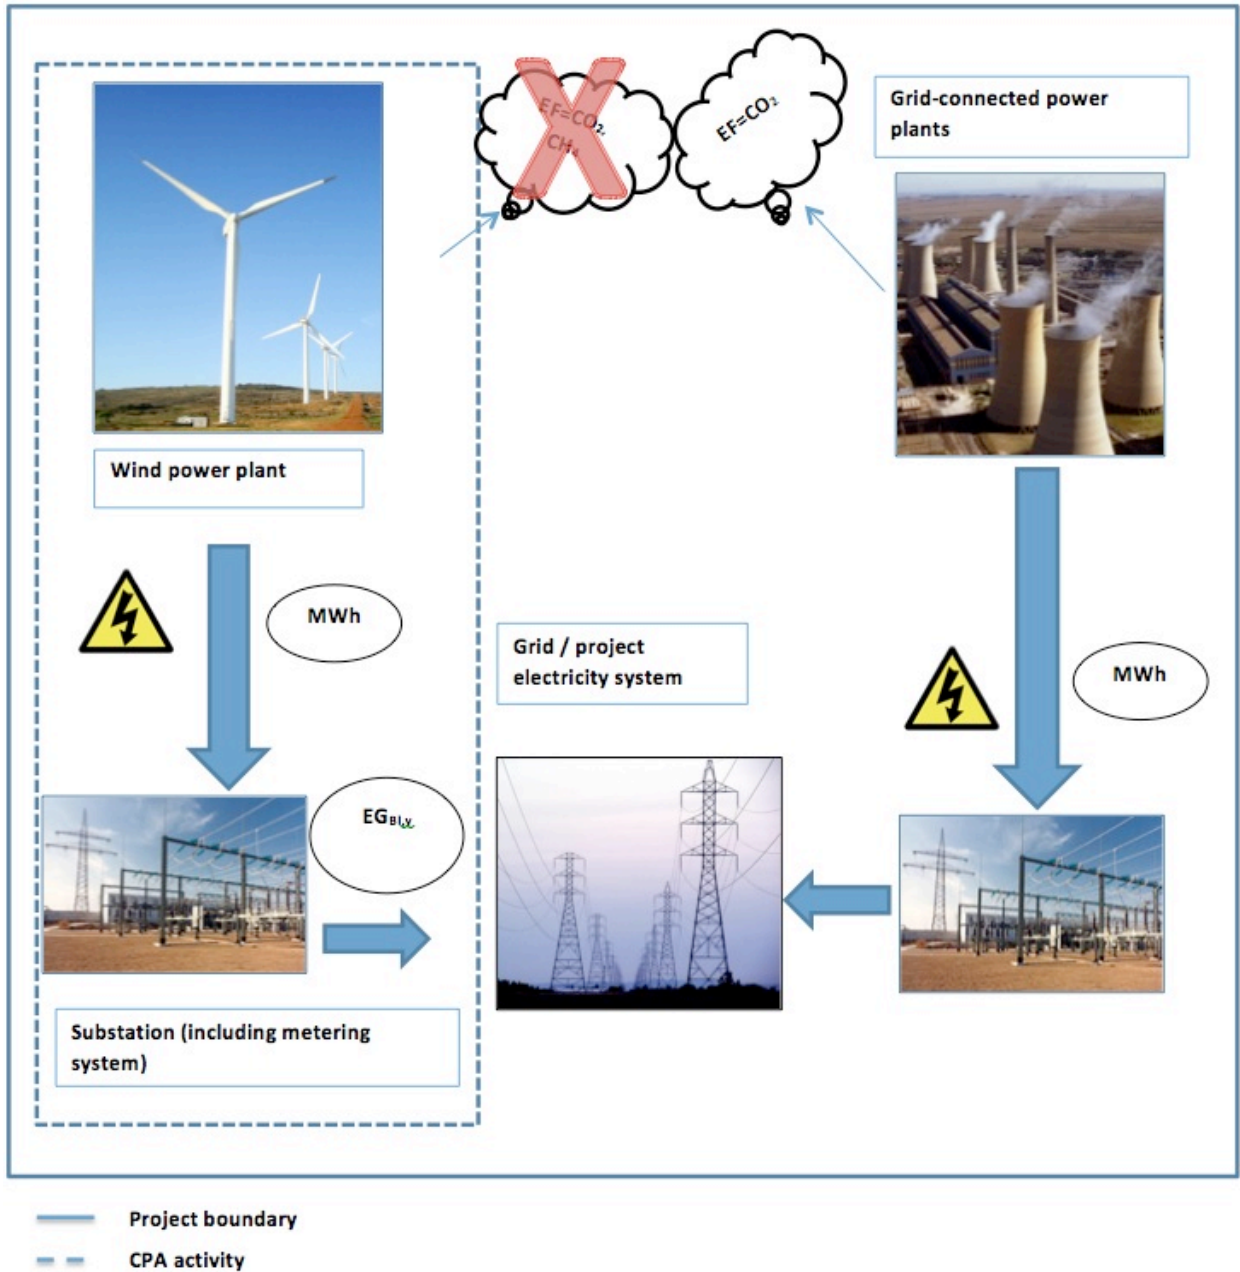 EF=CO₂,
CH₄
EF=CO₂
Grid-connected power
plants
Wind power plant
MWh
Grid / project
electricity system
MWh
EG_BL,y
Substation (including metering
system)
Project boundary
CPA activity